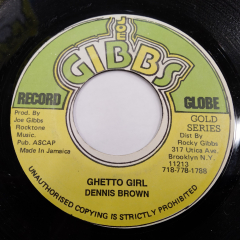 JOE
GIBBS
RECORD GLOBE
Prod. By
Joe Gibbs
Rocktone
Music.
Pub. ASCAP
Made In Jamaica
GOLD
SERIES
Dist By
Rocky Gibbs
317 Utica Ave.
Brooklyn N.Y.
11213
718-778-1788
GHETTO GIRL
DENNIS BROWN
UNAUTHORISED COPYING IS STRICTLY PROHIBITED